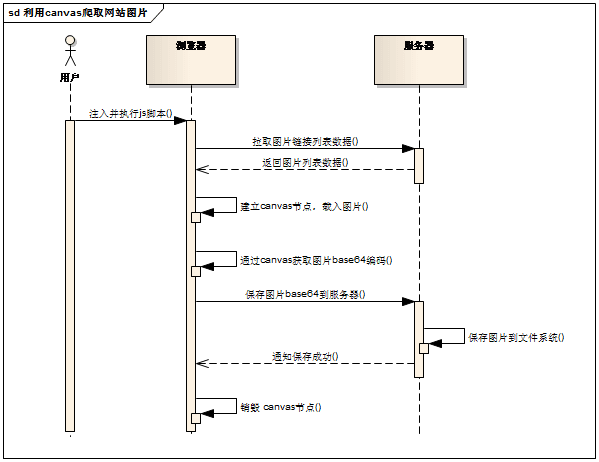 sd 利用canvas爬取网站图片
用户
浏览器
服务器
注入并执行js脚本()
拉取图片链接列表数据()
返回图片列表数据()
建立canvas节点，载入图片()
通过canvas获取图片base64编码()
保存图片base64到服务器()
保存图片到文件系统()
通知保存成功()
销毁 canvas节点()